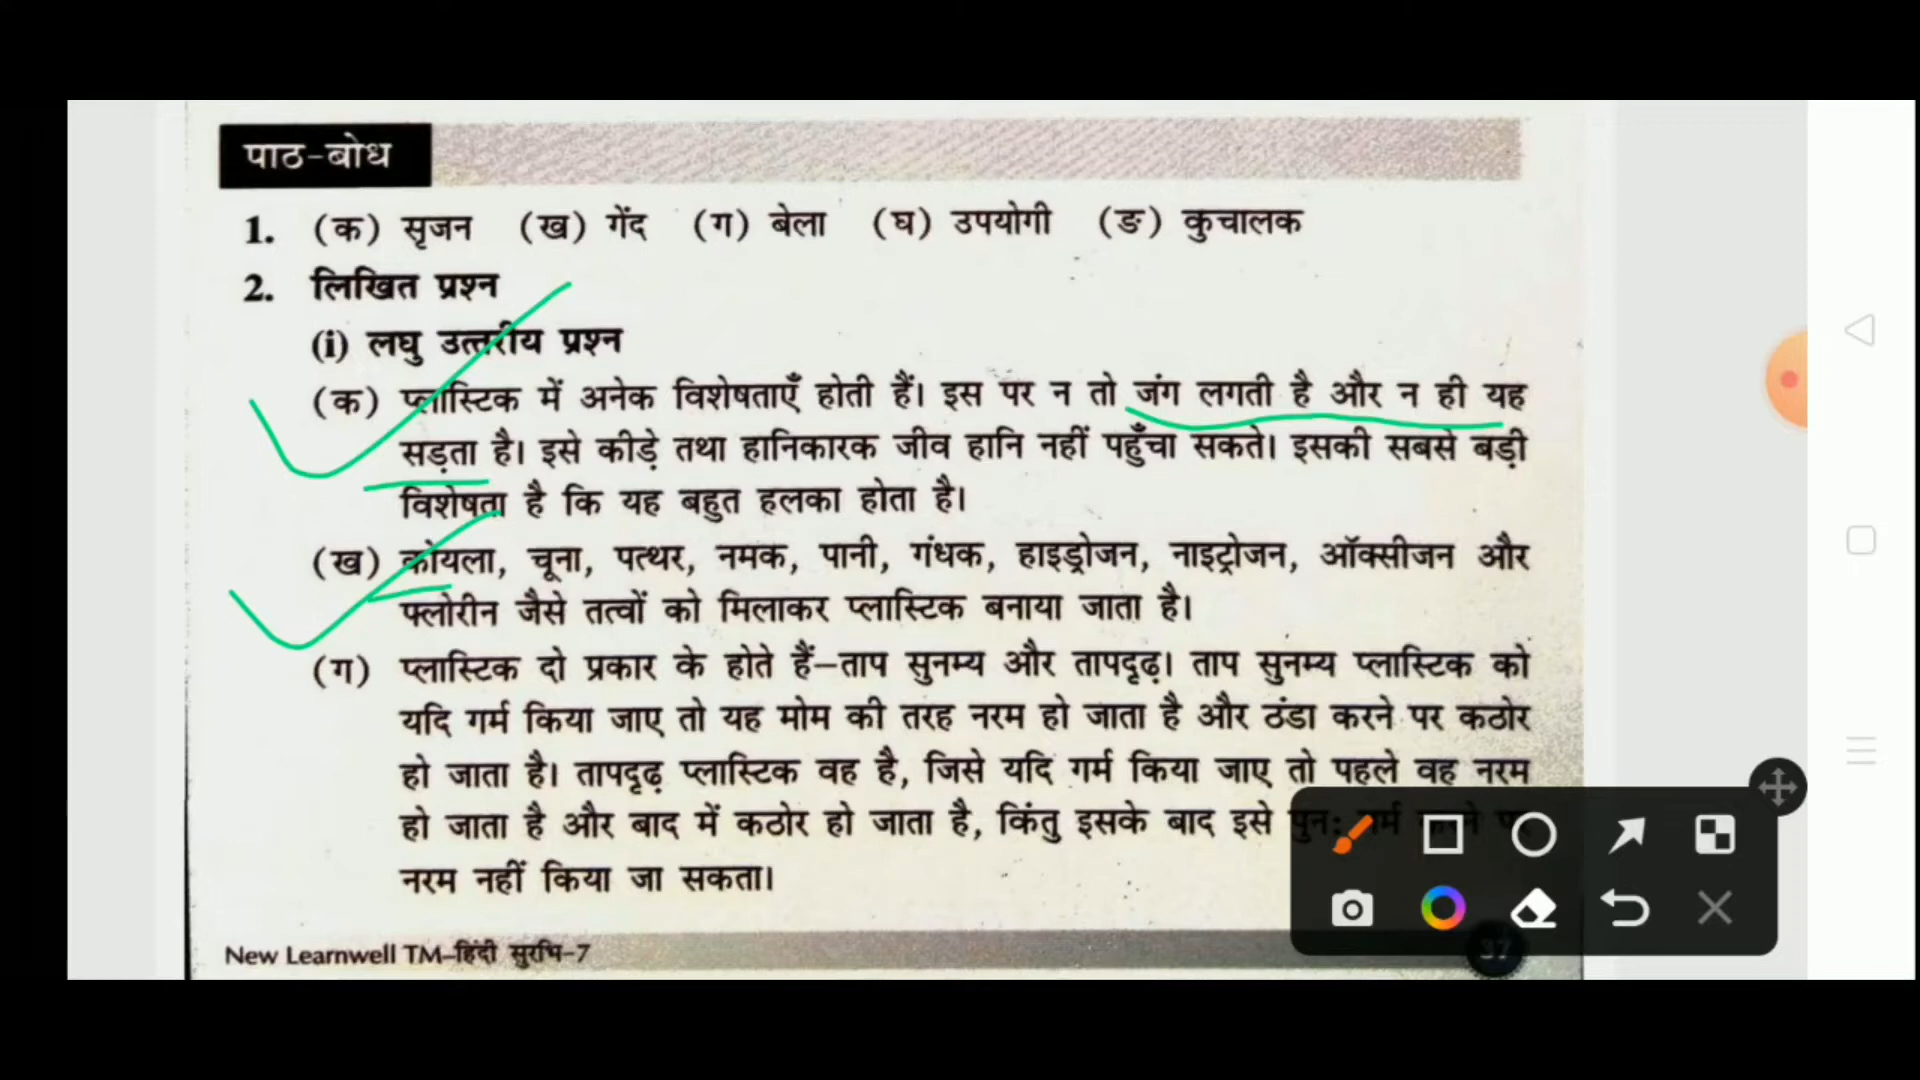 पाठ-बोध
1. (क) सृजन (ख) गेंद (ग) बेला (घ) उपयोगी (ङ) कुचालक
2. लिखित प्रश्न
(i) लघु उत्तरीय प्रश्न
(क) प्लास्टिक में अनेक विशेषताएँ होती हैं। इस पर न तो जंग लगती है और न ही यह
सड़ता है। इसे कीड़े तथा हानिकारक जीव हानि नहीं पहुँचा सकते। इसकी सबसे बड़ी
विशेषता है कि यह बहुत हलका होता है।
(ख) कोयला, चूना, पत्थर, नमक, पानी, गंधक, हाइड्रोजन, नाइट्रोजन, ऑक्सीजन और
फ्लोरीन जैसे तत्वों को मिलाकर प्लास्टिक बनाया जाता है।
(ग) प्लास्टिक दो प्रकार के होते हैं–ताप सुनम्य और तापदृढ़। ताप सुनम्य प्लास्टिक को
यदि गर्म किया जाए तो यह मोम की तरह नरम हो जाता है और ठंडा करने पर कठोर
हो जाता है। तापदृढ़ प्लास्टिक वह है, जिसे यदि गर्म किया जाए तो पहले वह नरम
हो जाता है और बाद में कठोर हो जाता है, किंतु इसके बाद इसे पुन: गर्म करने पर
नरम नहीं किया जा सकता।
New Learnwell TM–हिंदी सुरभि-7
37